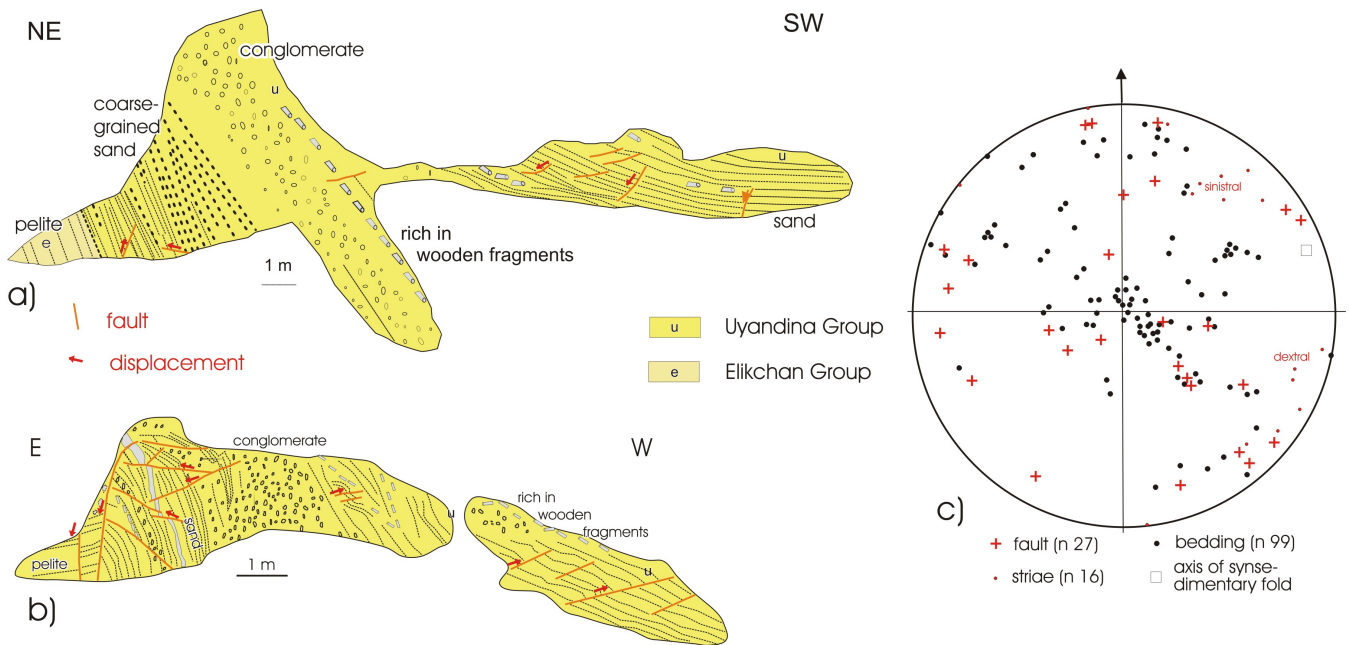 NE
SW
conglomerate
u
coarse-
grained
sand
pelite
e
u
sand
rich in
wooden fragments
1 m
a)
fault
displacement
u Uyandina Group
e Elikchan Group
E
W
conglomerate
sand
pelite
u
rich in
wooden
fragments
u
1 m
b)
sinistral
dextral
c)
fault (n 27)
bedding (n 99)
striae (n 16)
axis of synse-
dimentary fold